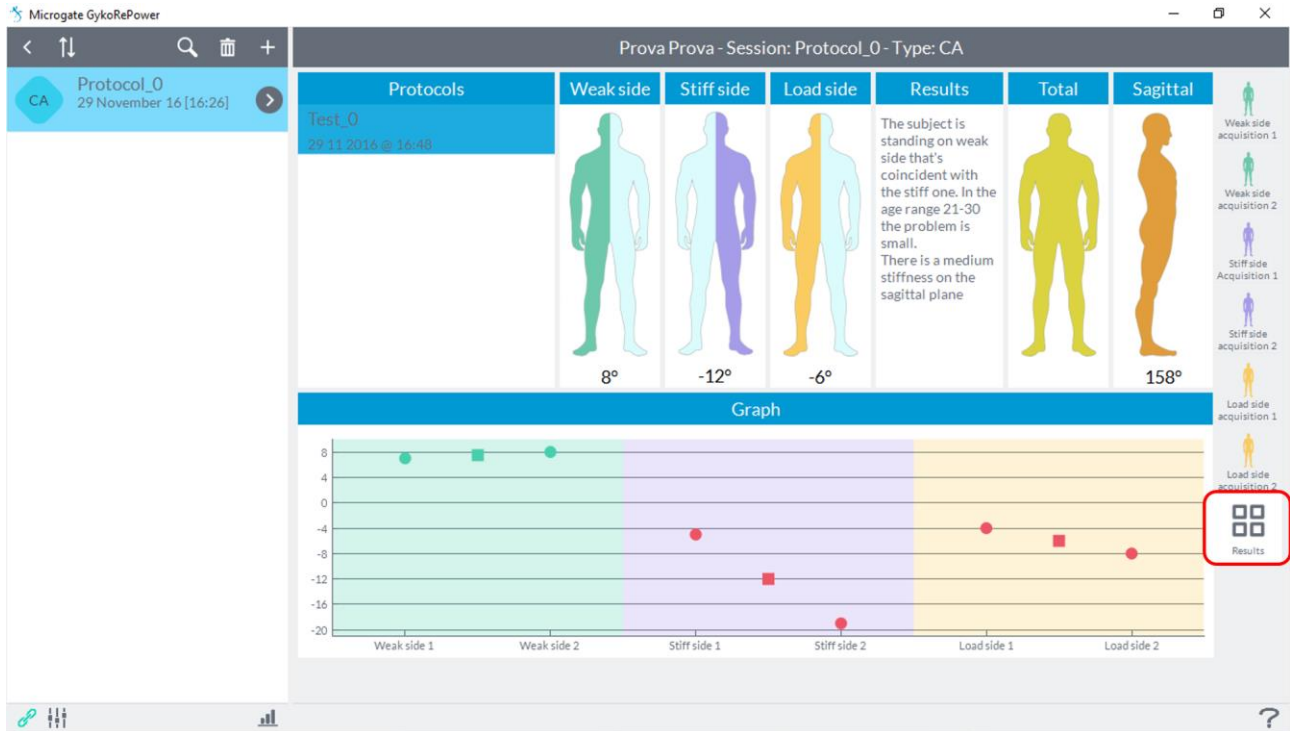 Microgate GykoRePower
Prova Prova - Session: Protocol_0 - Type: CA
CA
Protocol_0
29 November 16 [16:26]
Protocols
Weak side
Stiff side
Load side
Results
Total
Sagittal
Test_0
29 11 2016 @ 16:48
The subject is
standing on weak
side that's
coincident with
the stiff one. In the
age range 21-30
the problem is
small.
There is a medium
stiffness on the
sagittal plane
8°
-12°
-6°
158°
Weak side
acquisition 1
Weak side
acquisition 2
Stiff side
Acquisition 1
Stiff side
acquisition 2
Load side
acquisition 1
Load side
acquisition 2
Results
Graph
8
4
0
-4
-8
-12
-16
-20
Weak side 1
Weak side 2
Stiff side 1
Stiff side 2
Load side 1
Load side 2
?